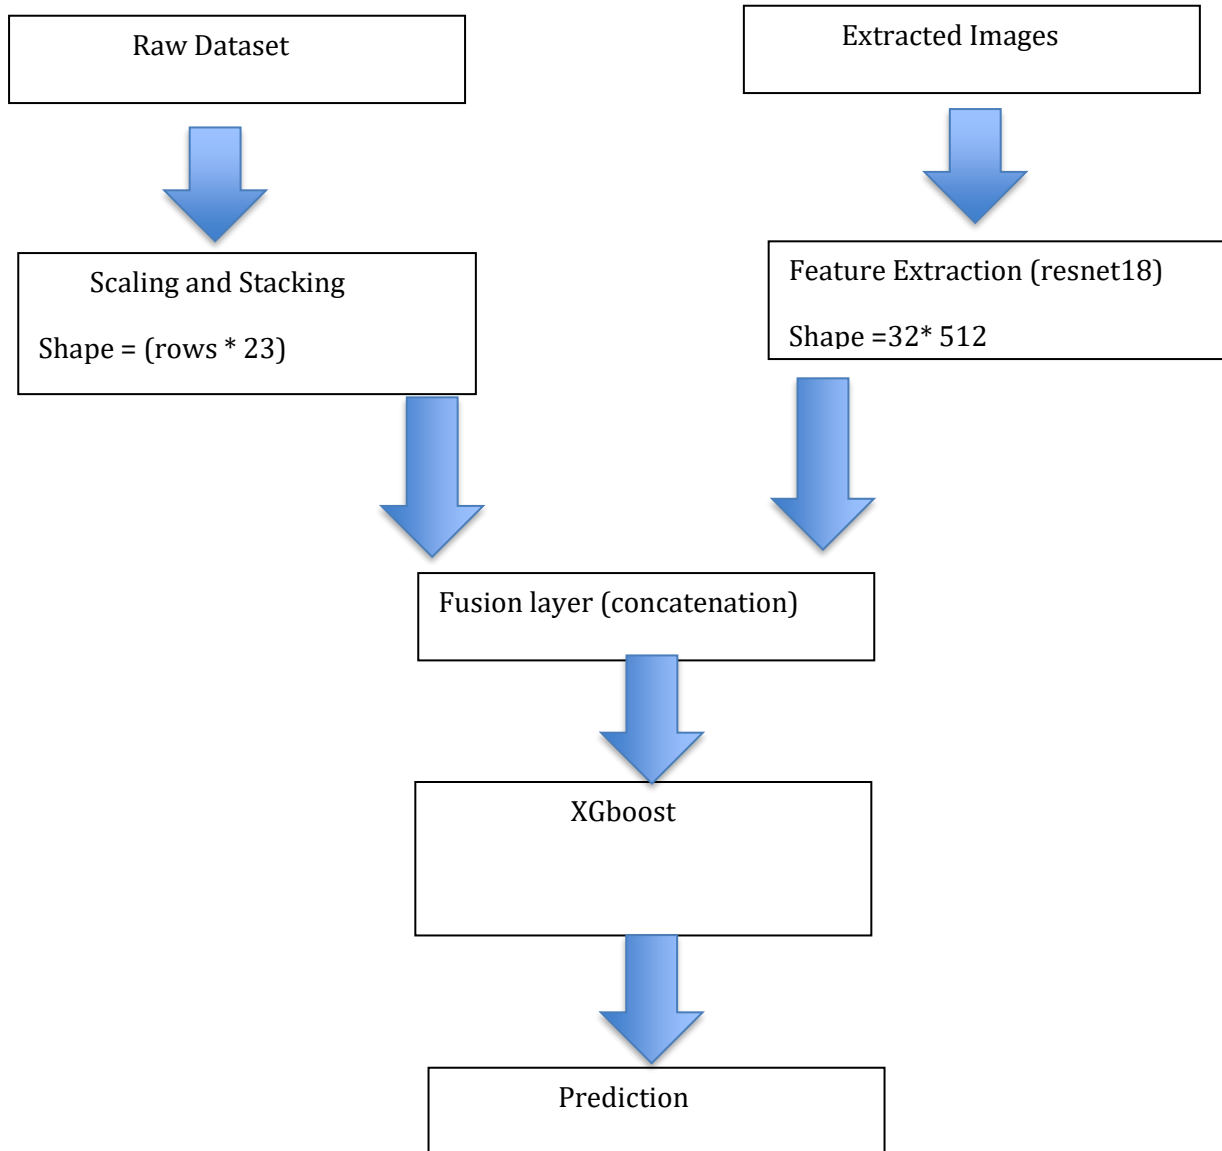 Raw Dataset
Extracted Images
Scaling and Stacking
Shape = (rows * 23)
Feature Extraction (resnet18)
Shape =32* 512
Fusion layer (concatenation)
XGboost
Prediction